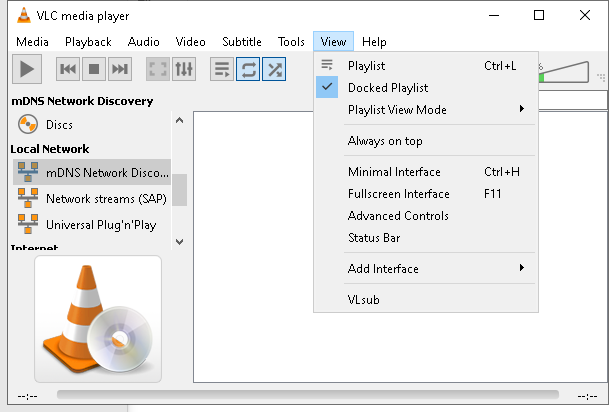 VLC media player
Media Playback Audio Video Subtitle Tools View Help
%
mDNS Network Discovery
Discs
Local Network
mDNS Network Disco...
Network streams (SAP)
Universal Plug'n'Play
Internet
Playlist Ctrl+L
Docked Playlist
Playlist View Mode
Always on top
Minimal Interface Ctrl+H
Fullscreen Interface F11
Advanced Controls
Status Bar
Add Interface
VLsub
--:-- --:--